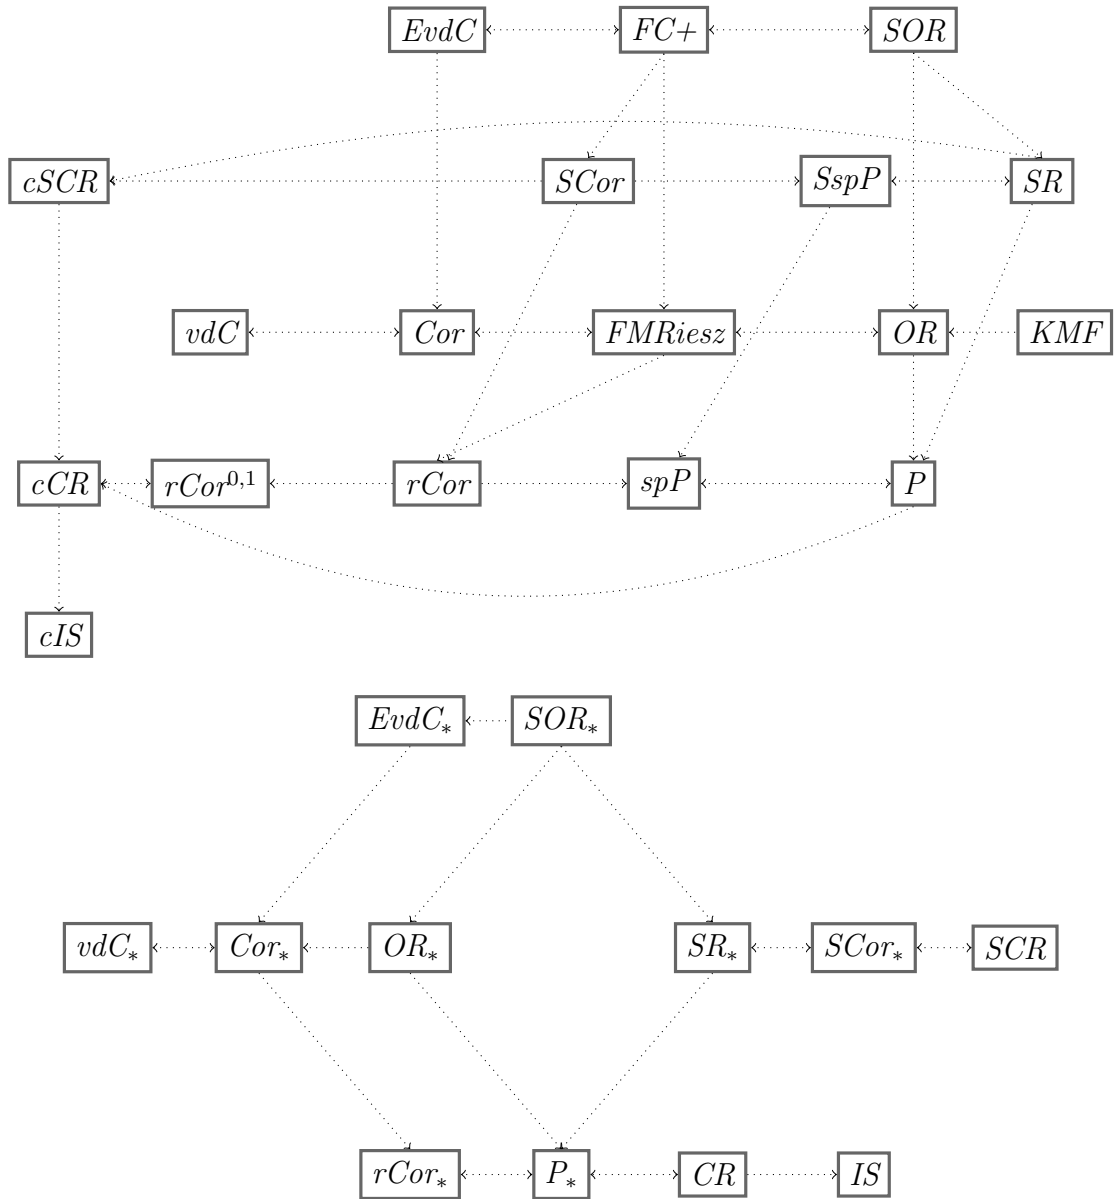 EvdC FC+ SOR
cSCR SCor SspP SR
vdC Cor FMRiesz OR KMF
cCR rCor^{0,1} rCor spP P
cIS
EvdC_* SOR_*
vdC_* Cor_* OR_* SR_* SCor_* SCR
rCor_* P_* CR IS